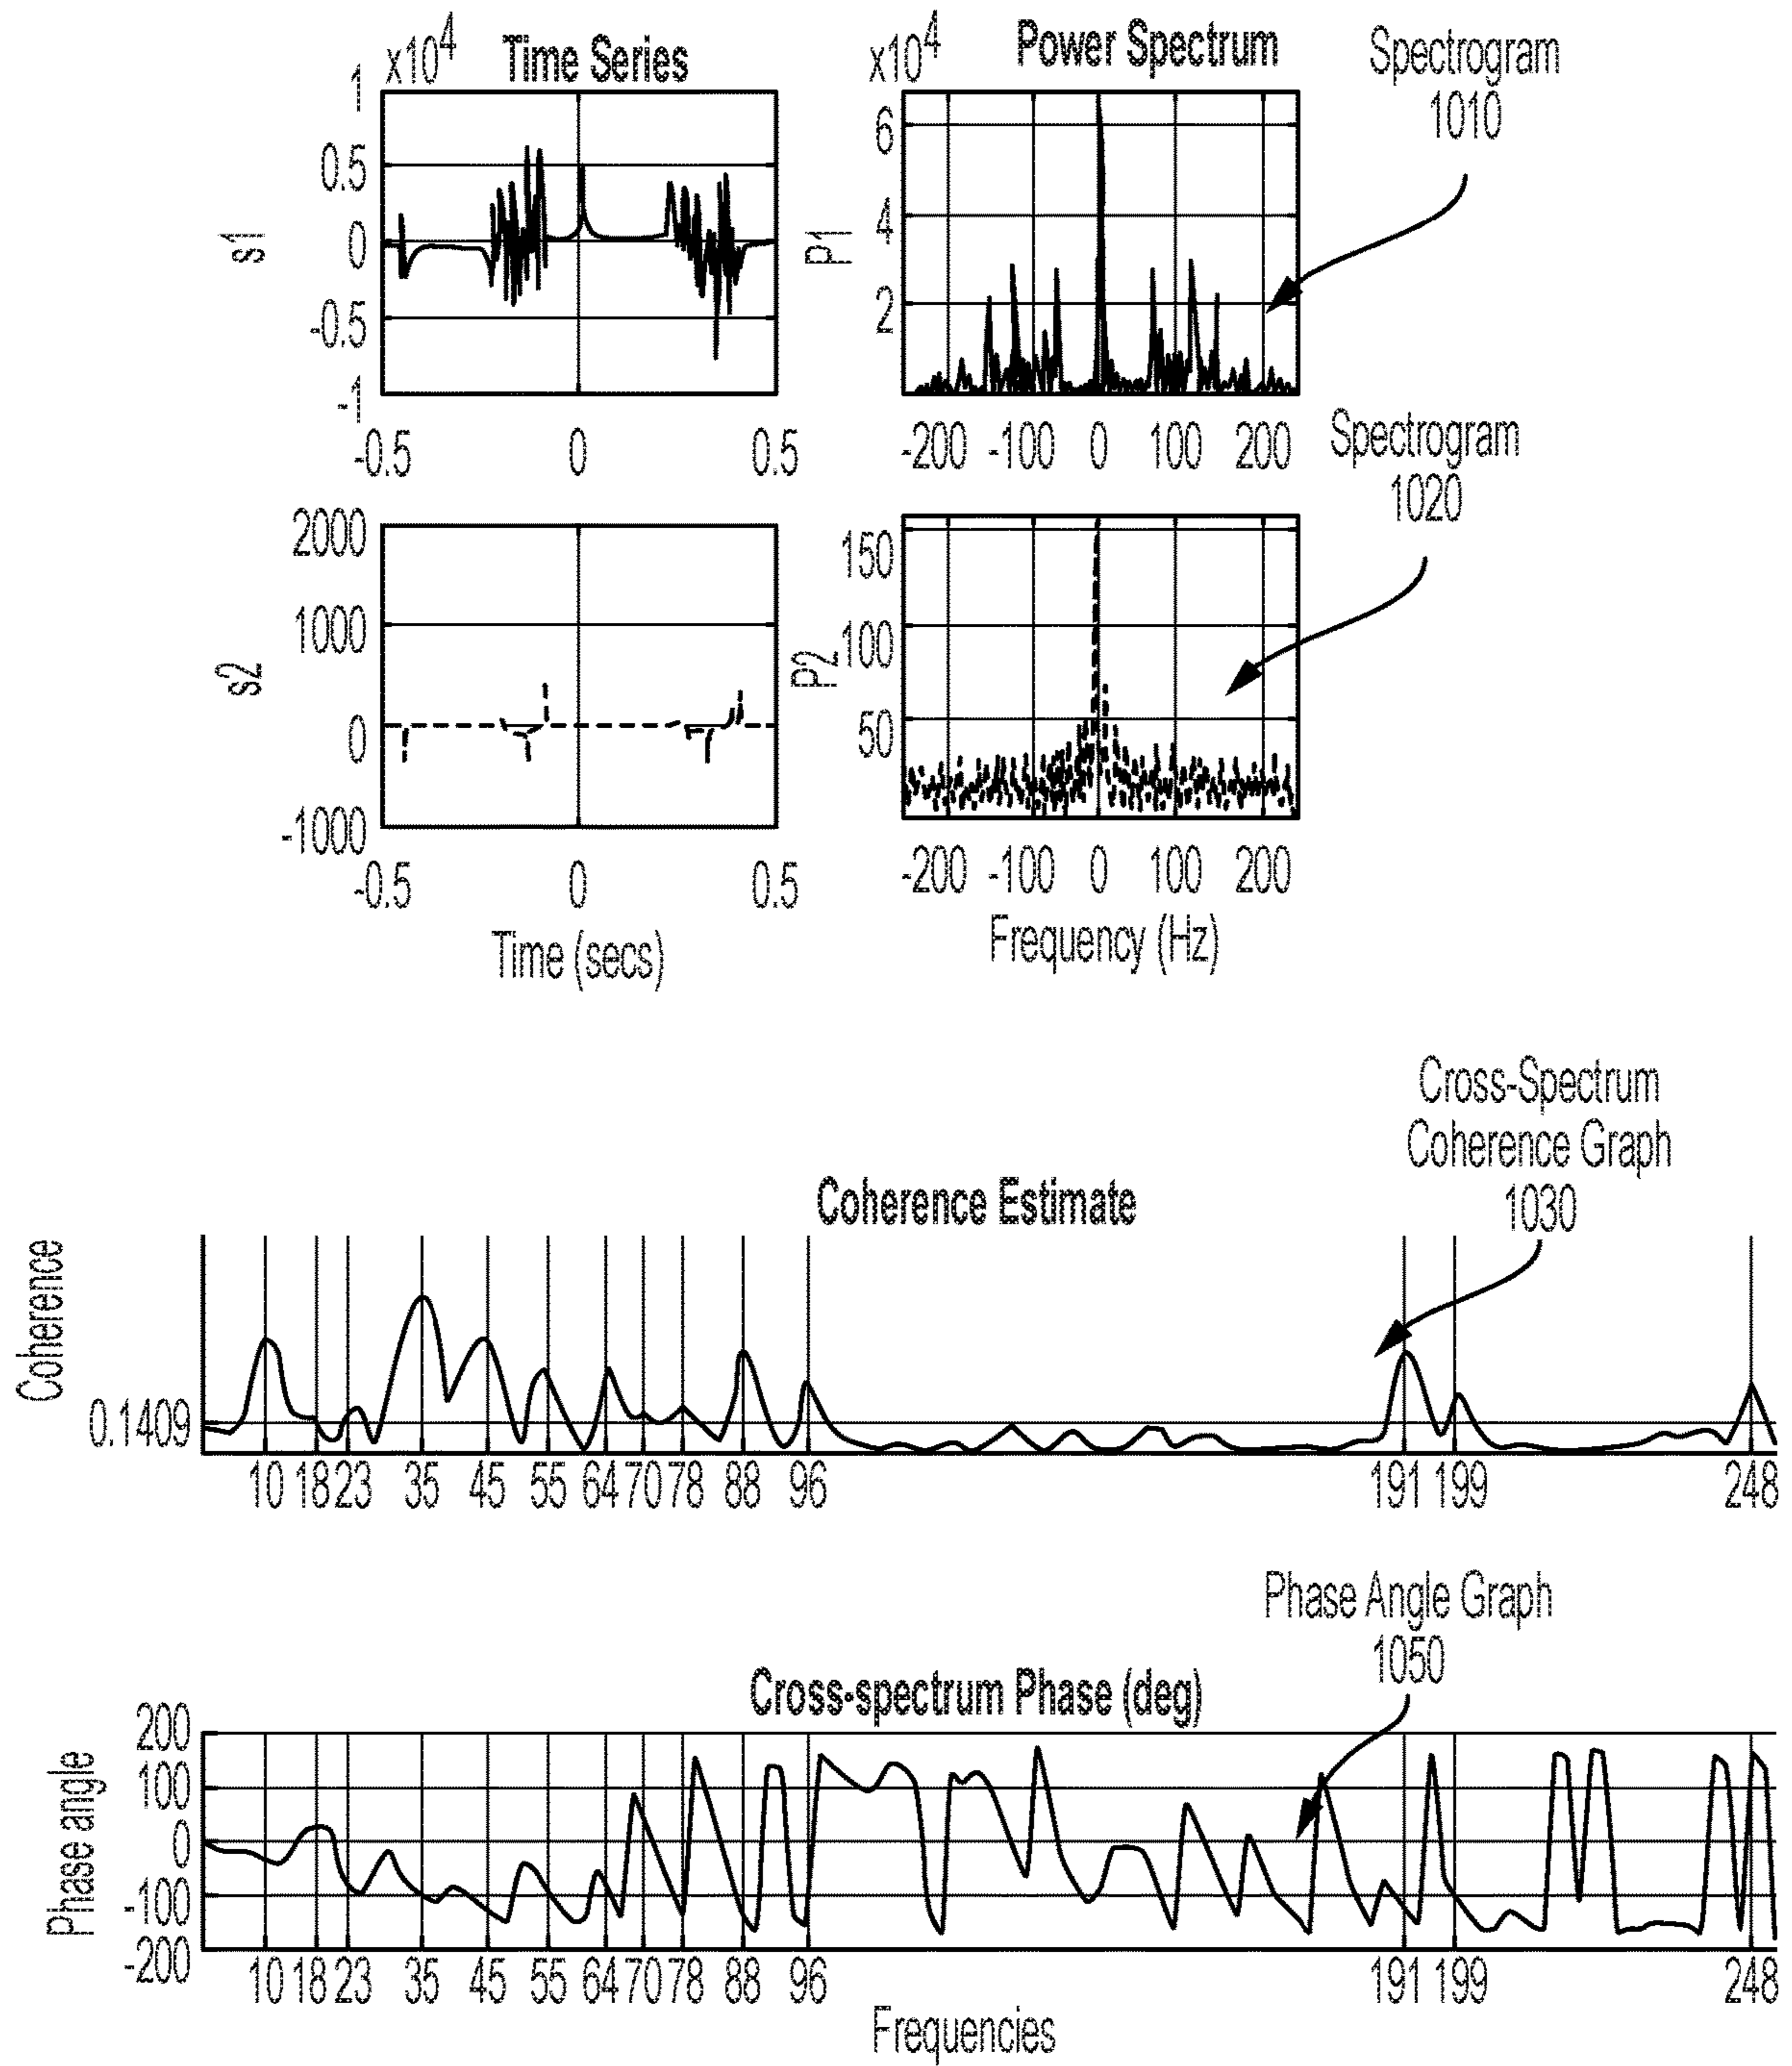 x10^4 Time Series
x10^4 Power Spectrum
Spectrogram
1010
s1
1
0.5
0
-0.5
-1
-0.5 0 0.5
P1
6
4
2
-200 -100 0 100 200
Spectrogram
1020
s2
2000
1000
0
-1000
-0.5 0 0.5
Time (secs)
P2
150
100
50
-200 -100 0 100 200
Frequency (Hz)
Cross-Spectrum
Coherence Graph
1030
Coherence Estimate
Coherence
0.1409
10 18 23 35 45 55 64 70 78 88 96 191 199 248
Phase Angle Graph
1050
Cross-spectrum Phase (deg)
Phase angle
200
100
0
-100
-200
10 18 23 35 45 55 64 70 78 88 96 191 199 248
Frequencies